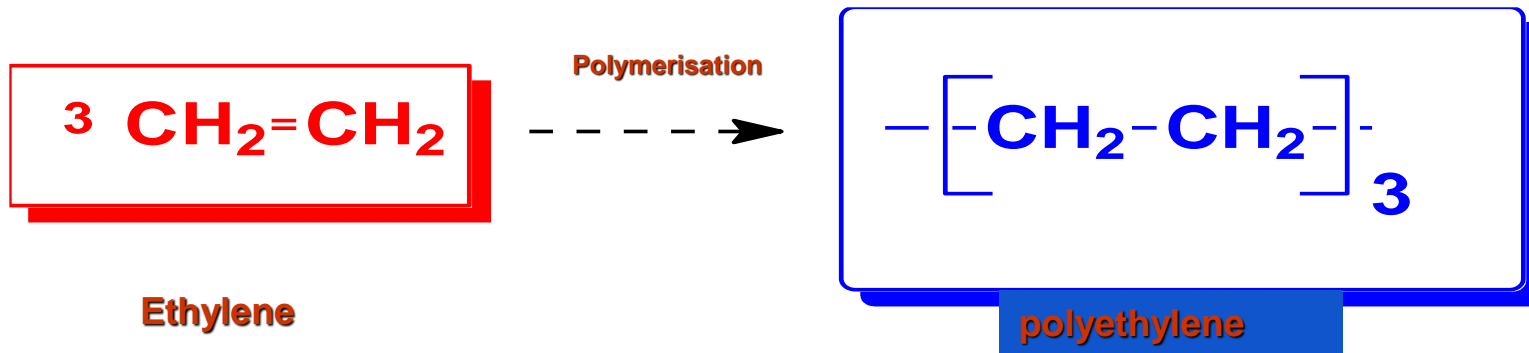 Polymerisation
3 CH₂=CH₂
—[–CH₂–CH₂–]–₃
Ethylene
polyethylene